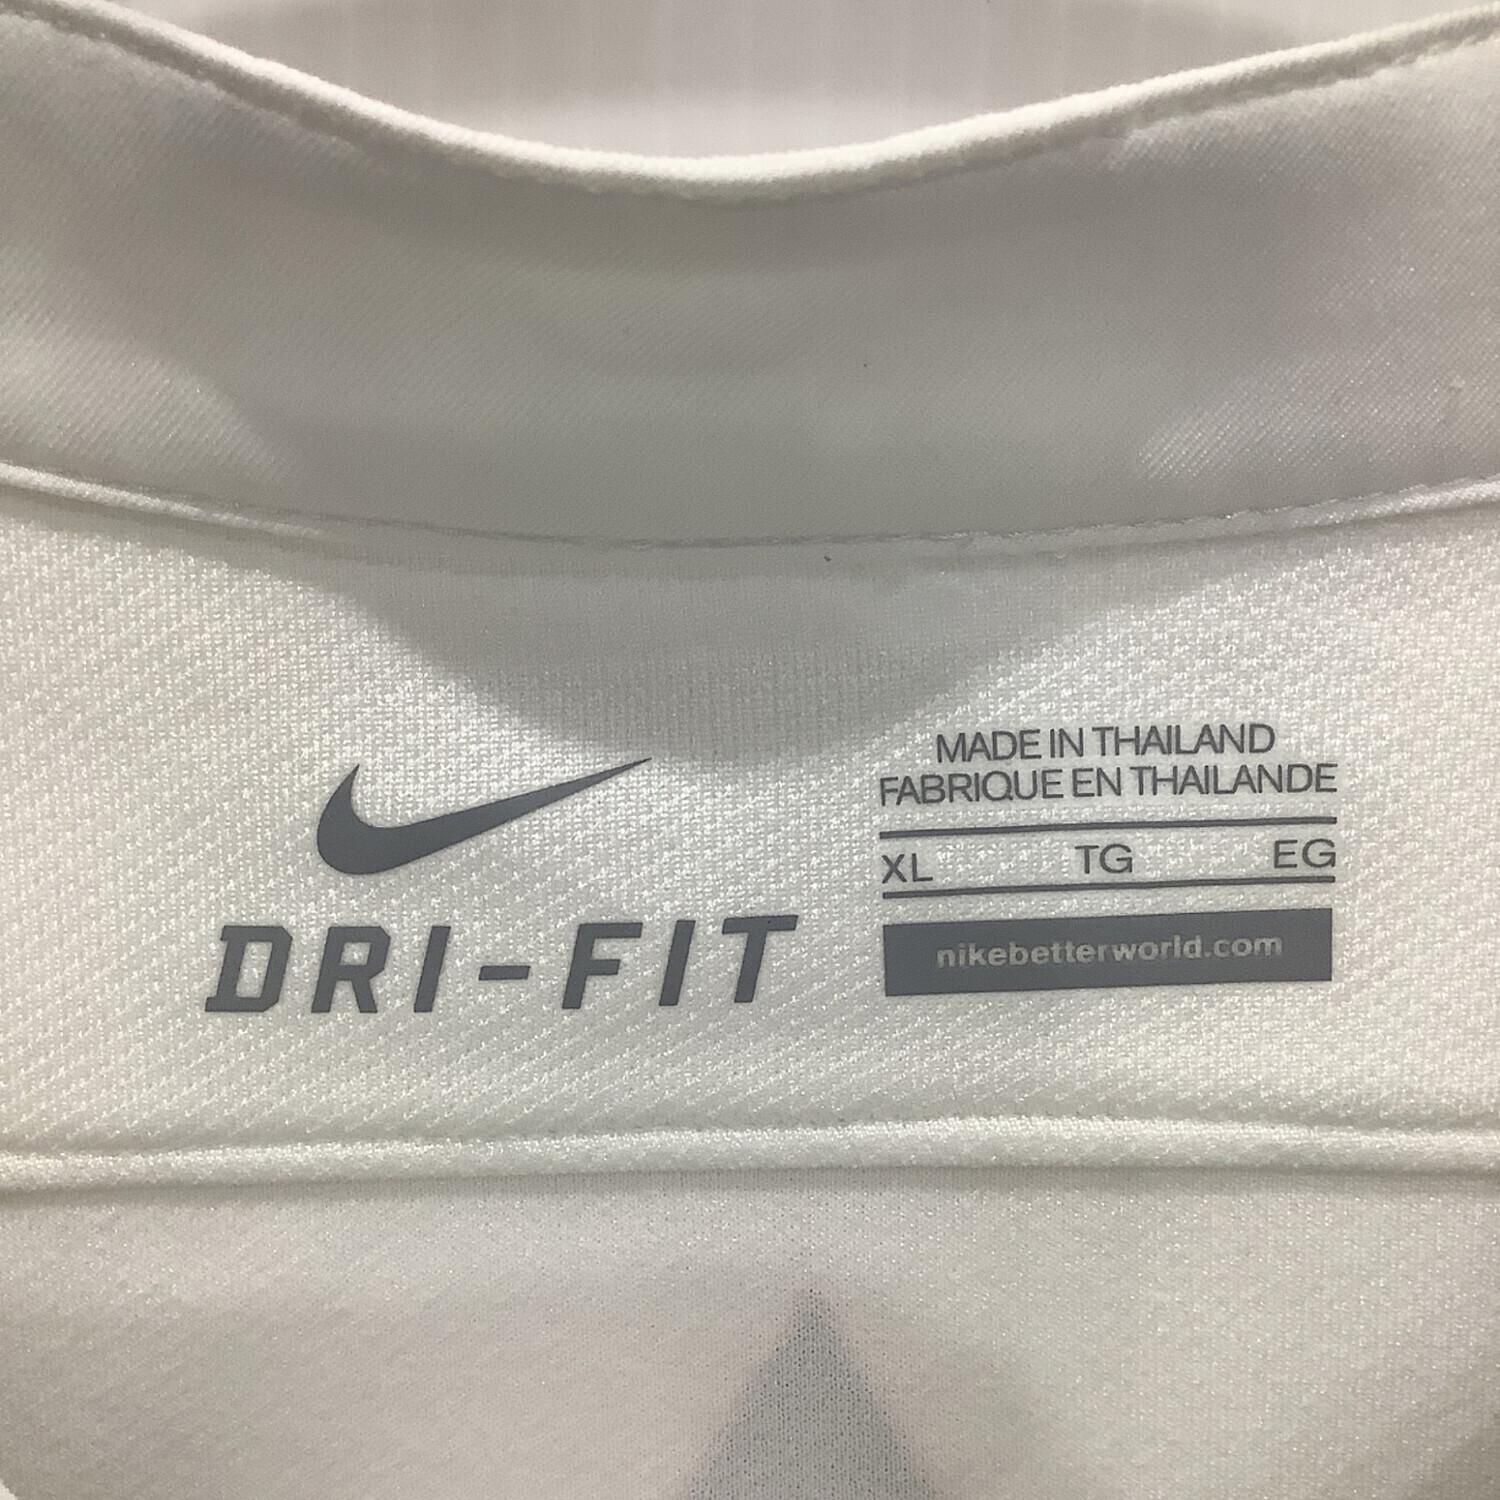 DRI-FIT
MADE IN THAILAND
FABRIQUE EN THAILANDE
XL TG EG
nikebetterworld.com